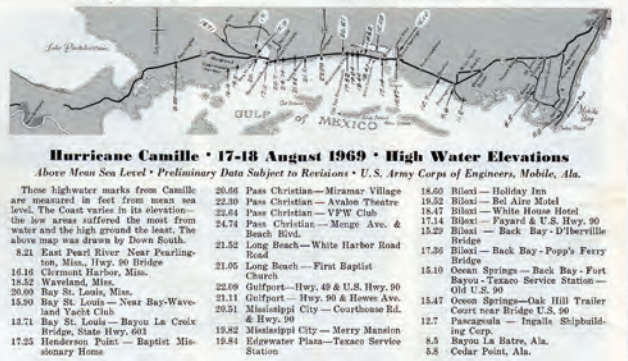 Lake Pontchartrain
GULF of MEXICO
Mobile Bay
Hurricane Camille • 17-18 August 1969 • High Water Elevations
Above Mean Sea Level • Preliminary Data Subject to Revisions • U.S. Army Corps of Engineers, Mobile, Ala.
These highwater marks from Camille
are measured in feet from mean sea
level. The Coast varies in its elevation—
the low areas suffered the most from
water and the high ground the least. The
above map was drawn by Down South.
8.21 East Pearl River Near Pearling-
ton, Miss., Hwy. 90 Bridge
16.16 Clermont Harbor, Miss.
18.52 Waveland, Miss.
20.00 Bay St. Louis, Miss.
15.90 Bay St. Louis — Near Bay-Wave-
land Yacht Club
13.71 Bay St. Louis — Bayou La Croix
Bridge, State Hwy. 603
17.25 Henderson Point — Baptist Mis-
sionary Home
20.66 Pass Christian — Miramar Village
22.30 Pass Christian — Avalon Theatre
22.64 Pass Christian — VFW Club
24.74 Pass Christian — Menge Ave. &
Beach Blvd.
21.52 Long Beach — White Harbor Road
Road
21.05 Long Beach — First Baptist
Church
22.09 Gulfport — Hwy. 49 & U.S. Hwy. 90
21.11 Gulfport — Hwy. 90 & Hewes Ave.
20.51 Mississippi City — Courthouse Rd.
& Hwy. 90
19.82 Mississippi City — Merry Mansion
19.84 Edgewater Plaza — Texaco Service
Station
18.60 Biloxi — Holiday Inn
19.52 Biloxi — Bel Aire Motel
18.47 Biloxi — White House Hotel
17.14 Biloxi — Fayard & U.S. Hwy. 90
15.29 Biloxi — Back Bay - D'Iberville
Bridge
17.36 Biloxi — Back Bay - Popp's Ferry
Bridge
15.10 Ocean Springs — Back Bay - Fort
Bayou - Texaco Service Station —
Old U.S. 90
15.47 Ocean Springs — Oak Hill Trailer
Court near Bridge U.S. 90
12.7 Pascagoula — Ingalls Shipbuild-
ing Corp.
8.5 Bayou La Batre, Ala.
5.8 Cedar Point, Ala.